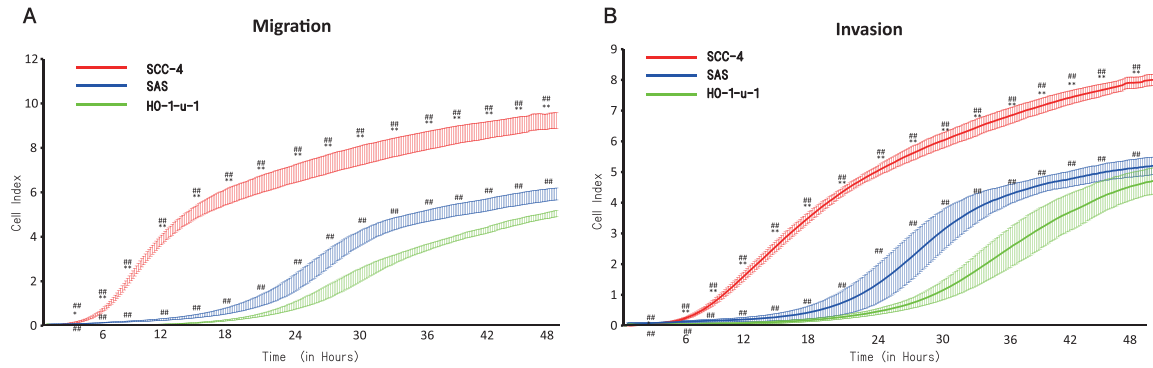 A
Migration
SCC-4
SAS
HO-1-u-1
12
10
8
6
4
2
0
Cell Index
## ## ## ## ## ## ## ## ## ## ## ## ## ## ## ##
* ** ** ** ** ** ** ** ** ** ** ** ** ** ** **
## ## ## ## ## ## ## ## ## ## ## ## ## ## ## ##
6 12 18 24 30 36 42 48
Time (in Hours)
B
Invasion
SCC-4
SAS
HO-1-u-1
9
8
7
6
5
4
3
2
1
0
Cell Index
## ## ## ## ## ## ## ## ## ## ## ## ## ## ## ##
** ** ** ** ** ** ** ** ** ** ** ** ** ** **
## ## ## ## ## ## ## ## ## ## ## ## ## ## ## ##
6 12 18 24 30 36 42 48
Time (in Hours)